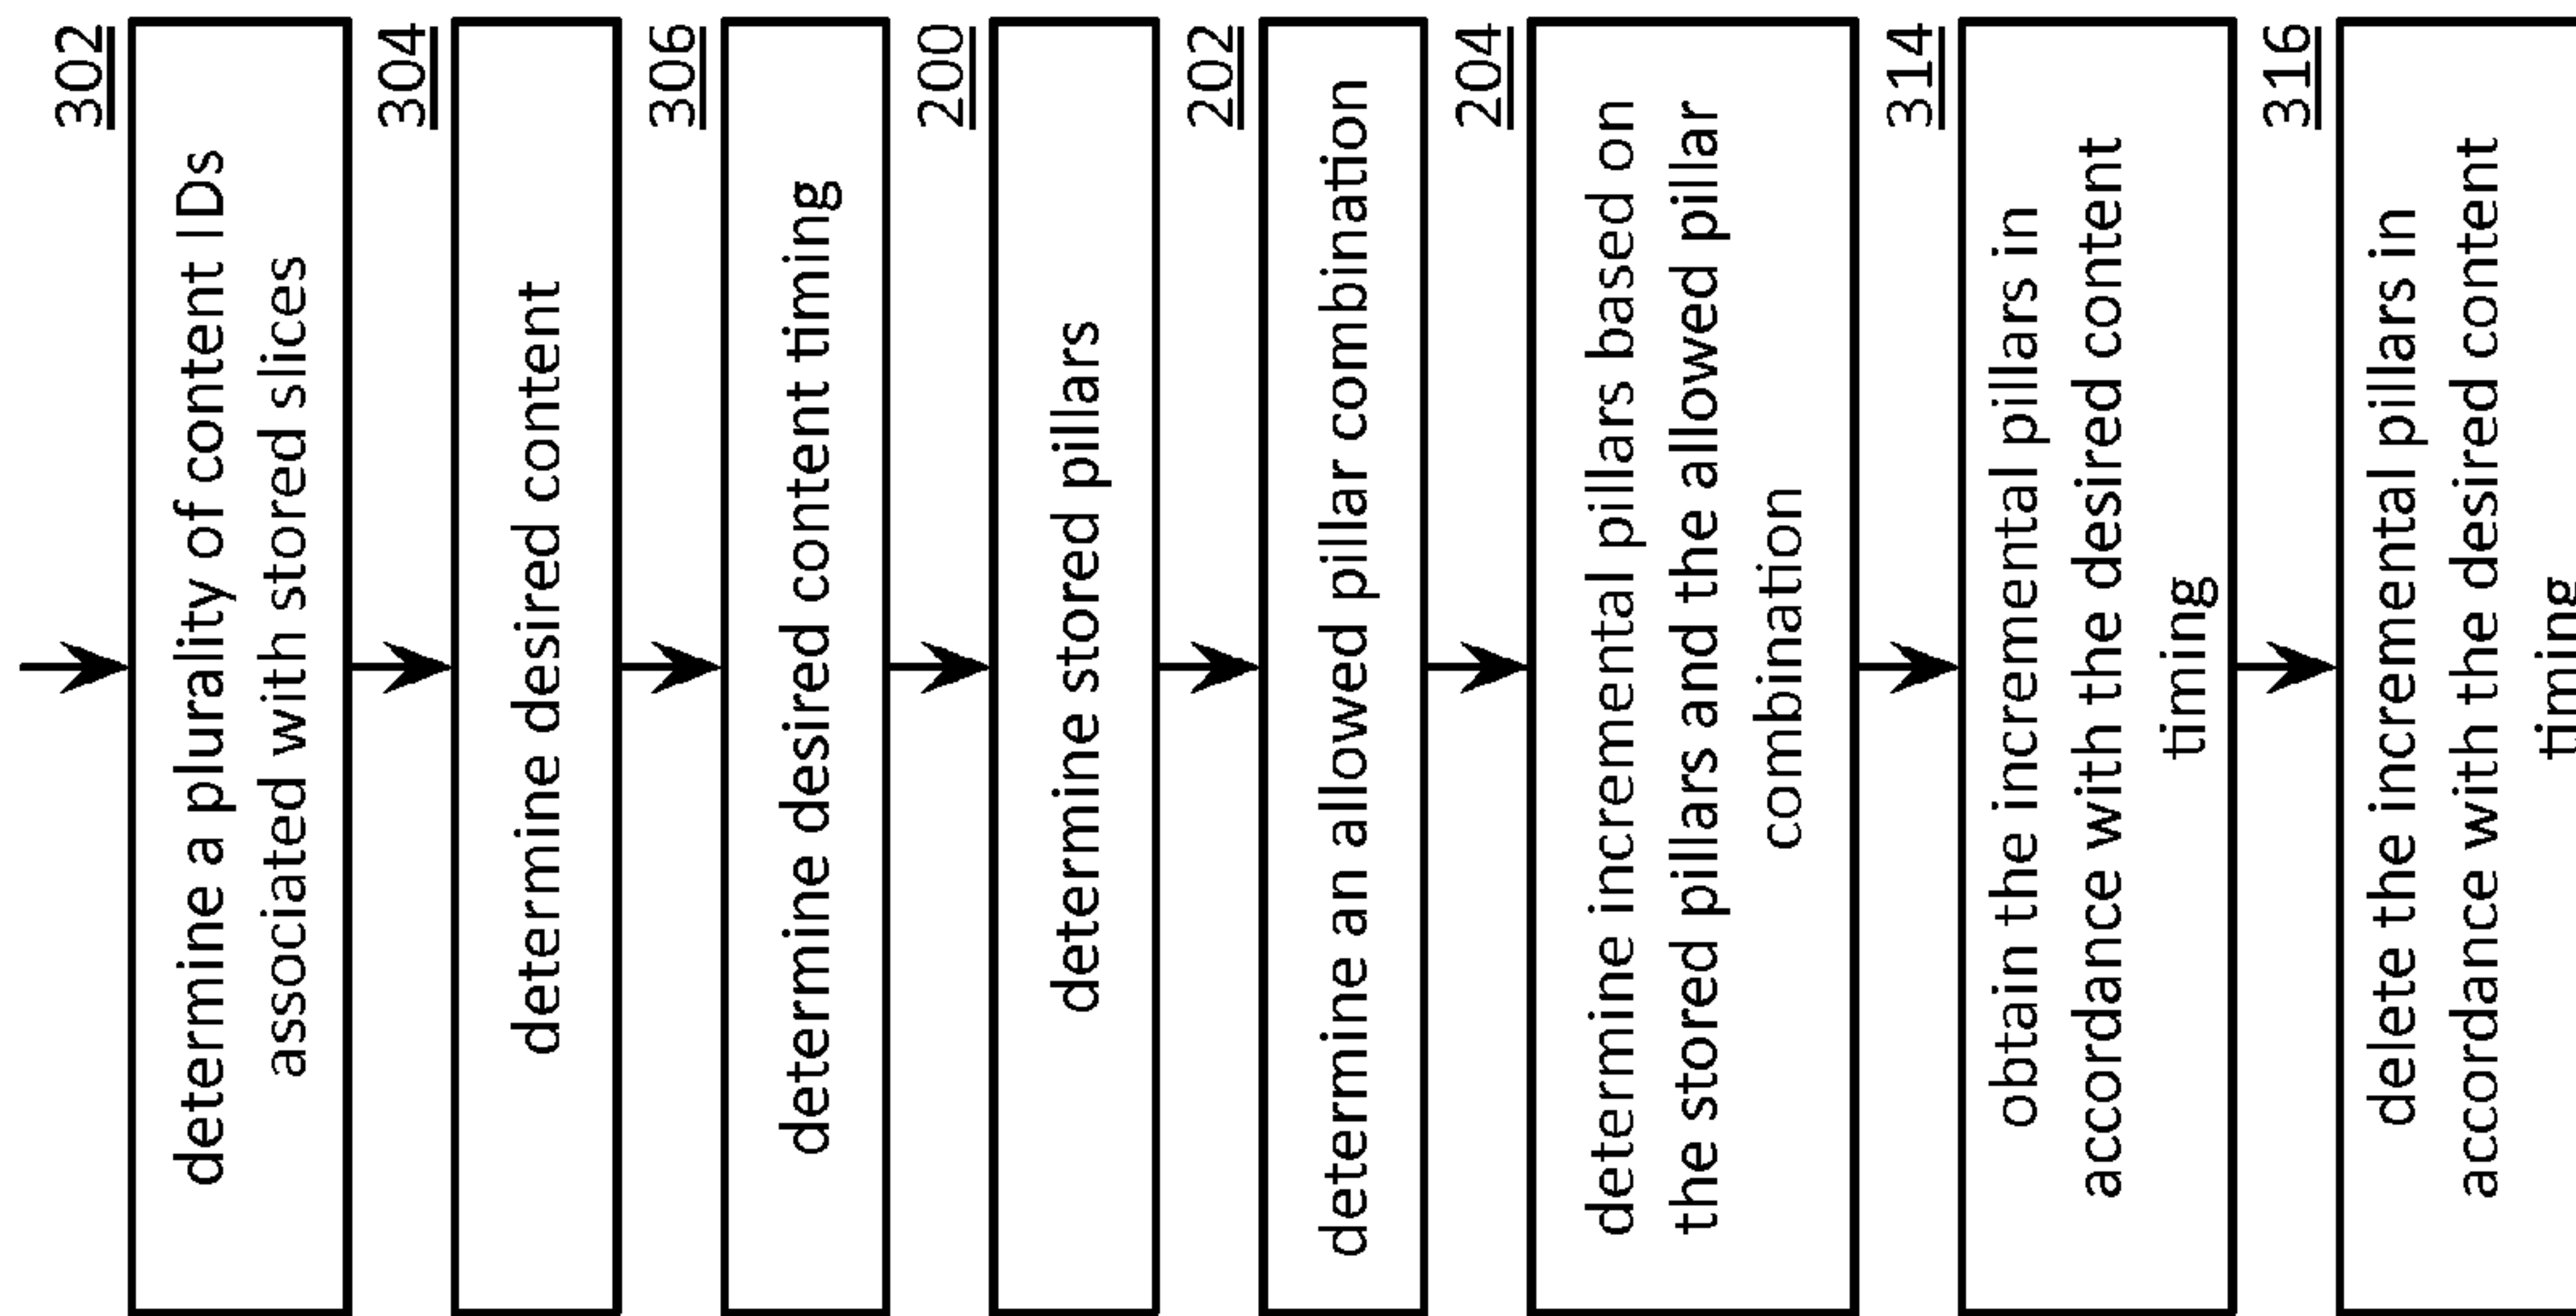 302
determine a plurality of content IDs
associated with stored slices
304
determine desired content
306
determine desired content timing
200
determine stored pillars
202
determine an allowed pillar combination
204
determine incremental pillars based on
the stored pillars and the allowed pillar
combination
314
obtain the incremental pillars in
accordance with the desired content
timing
316
delete the incremental pillars in
accordance with the desired content
timing